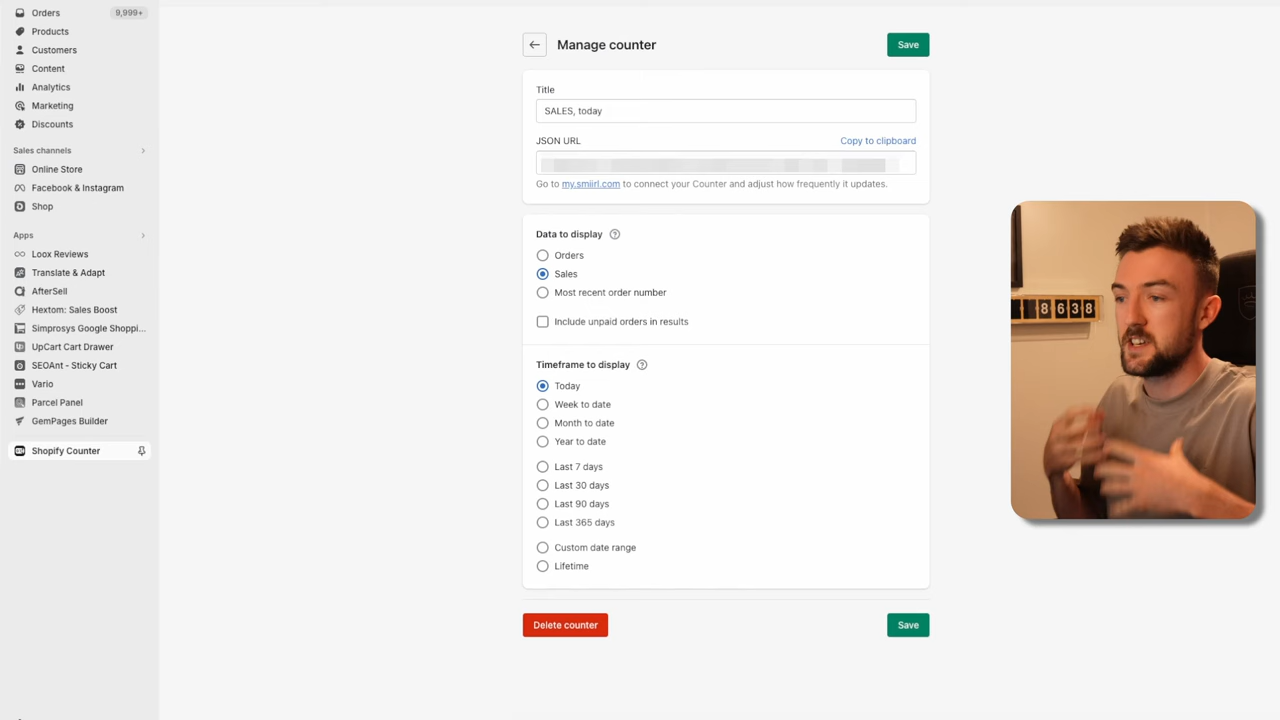 Orders 9,999+
Products
Customers
Content
Analytics
Marketing
Discounts
Sales channels
Online Store
Facebook & Instagram
Shop
Apps
Loox Reviews
Translate & Adapt
AfterSell
Hextom: Sales Boost
Simprosys Google Shoppi...
UpCart Cart Drawer
SEOAnt - Sticky Cart
Vario
Parcel Panel
GemPages Builder
Shopify Counter
Manage counter
Save
Title
SALES, today
JSON URL
Copy to clipboard
Go to my.smiirl.com to connect your Counter and adjust how frequently it updates.
Data to display
Orders
Sales
Most recent order number
Include unpaid orders in results
Timeframe to display
Today
Week to date
Month to date
Year to date
Last 7 days
Last 30 days
Last 90 days
Last 365 days
Custom date range
Lifetime
Delete counter
Save
8638